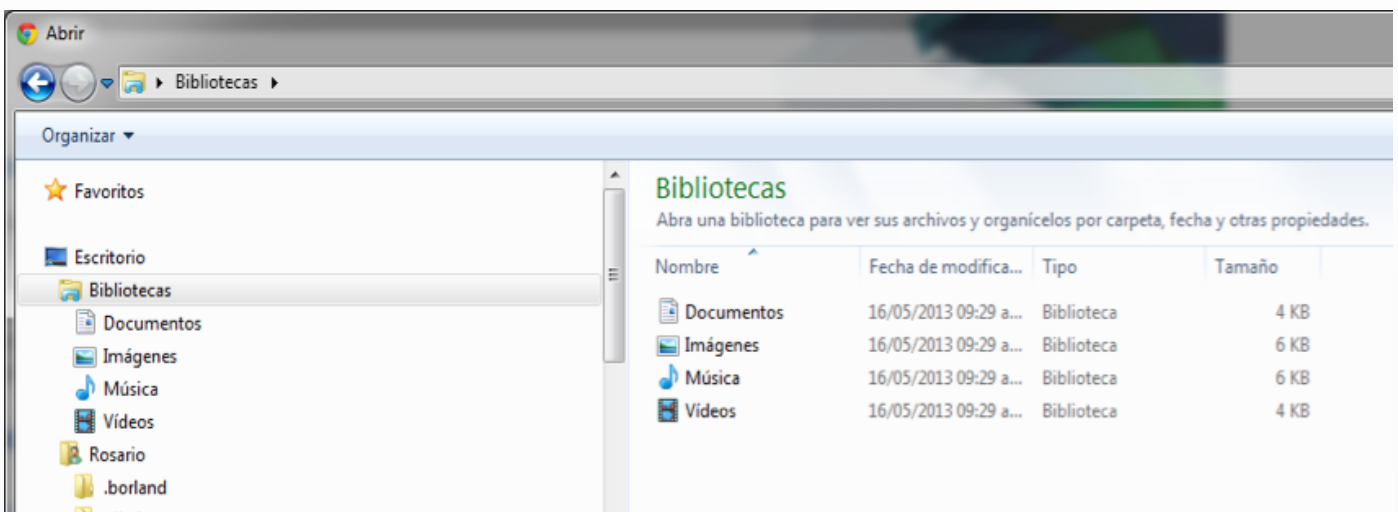 Abrir
Bibliotecas
Organizar
Favoritos
Escritorio
Bibliotecas
Documentos
Imágenes
Música
Vídeos
Rosario
.borland
Bibliotecas
Abra una biblioteca para ver sus archivos y organícelos por carpeta, fecha y otras propiedades.
Nombre Fecha de modifica... Tipo Tamaño
Documentos 16/05/2013 09:29 a... Biblioteca 4 KB
Imágenes 16/05/2013 09:29 a... Biblioteca 6 KB
Música 16/05/2013 09:29 a... Biblioteca 6 KB
Vídeos 16/05/2013 09:29 a... Biblioteca 4 KB